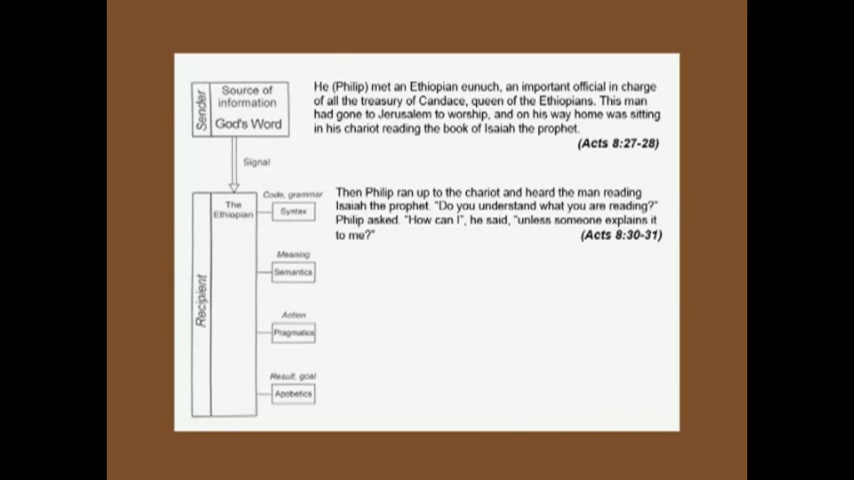 Sender
Source of
information
God's Word
He (Philip) met an Ethiopian eunuch, an important official in charge
of all the treasury of Candace, queen of the Ethiopians. This man
had gone to Jerusalem to worship, and on his way home was sitting
in his chariot reading the book of Isaiah the prophet.
(Acts 8:27-28)
Signal
Recipient
The
Ethiopian
Code, grammar
Syntax
Then Philip ran up to the chariot and heard the man reading
Isaiah the prophet. "Do you understand what you are reading?"
Philip asked. "How can I", he said, "unless someone explains it
to me?"
(Acts 8:30-31)
Meaning
Semantics
Action
Pragmatics
Result, goal
Apobetics